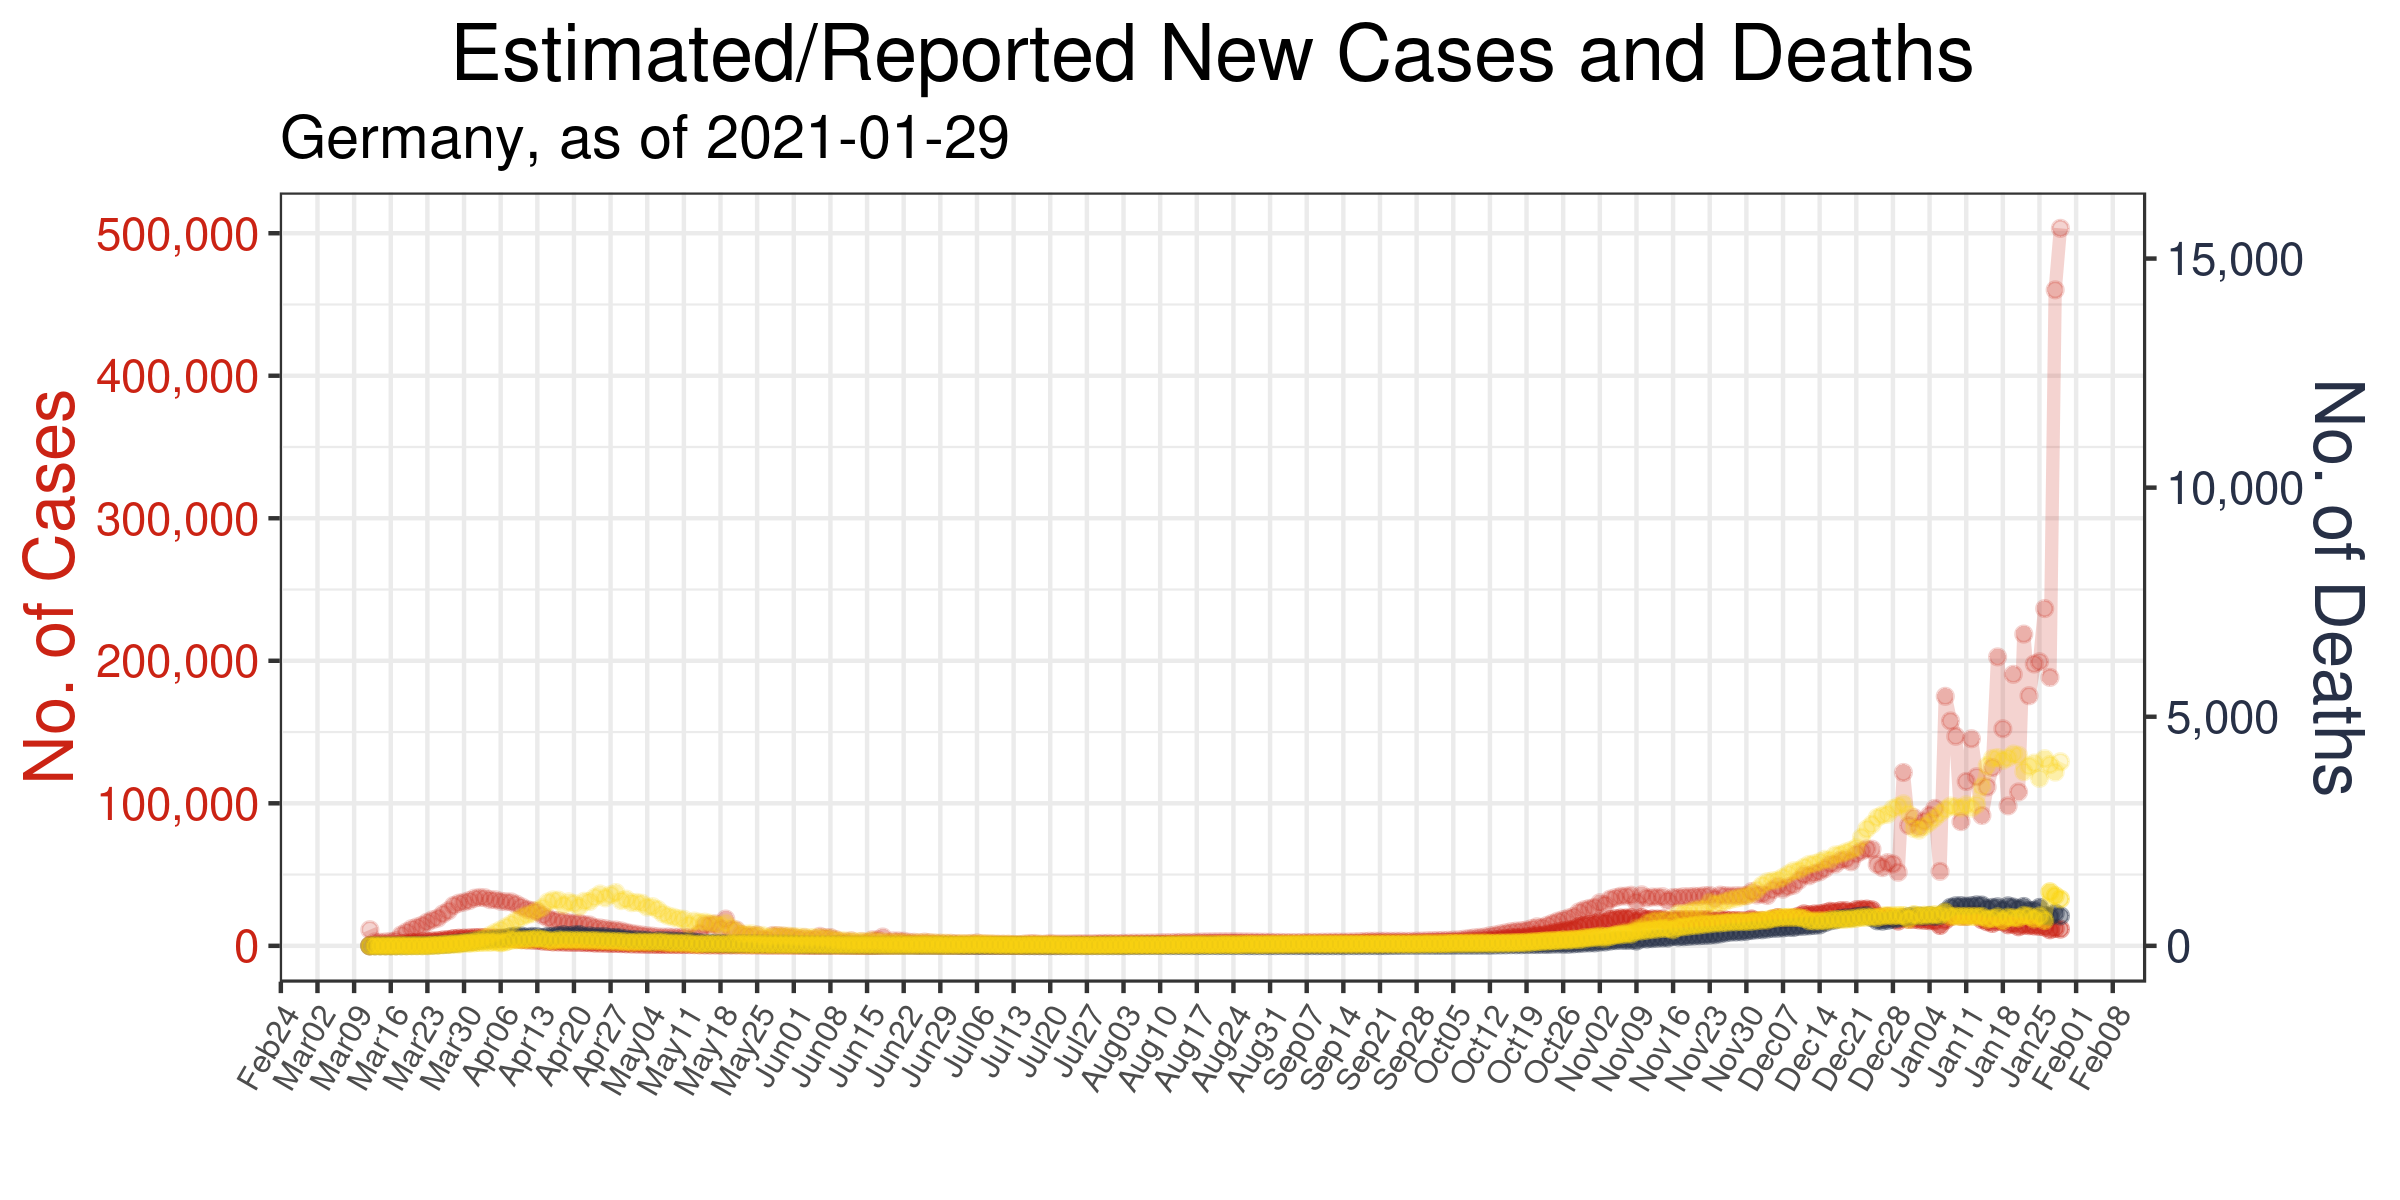 Estimated/Reported New Cases and Deaths
Germany, as of 2021-01-29
No. of Cases
500,000
400,000
300,000
200,000
100,000
0
15,000
10,000
5,000
0
No. of Deaths
Feb24
Mar02
Mar09
Mar16
Mar23
Mar30
Apr06
Apr13
Apr20
Apr27
May04
May11
May18
May25
Jun01
Jun08
Jun15
Jun22
Jun29
Jul06
Jul13
Jul20
Jul27
Aug03
Aug10
Aug17
Aug24
Aug31
Sep07
Sep14
Sep21
Sep28
Oct05
Oct12
Oct19
Oct26
Nov02
Nov09
Nov16
Nov23
Nov30
Dec07
Dec14
Dec21
Dec28
Jan04
Jan11
Jan18
Jan25
Feb01
Feb08